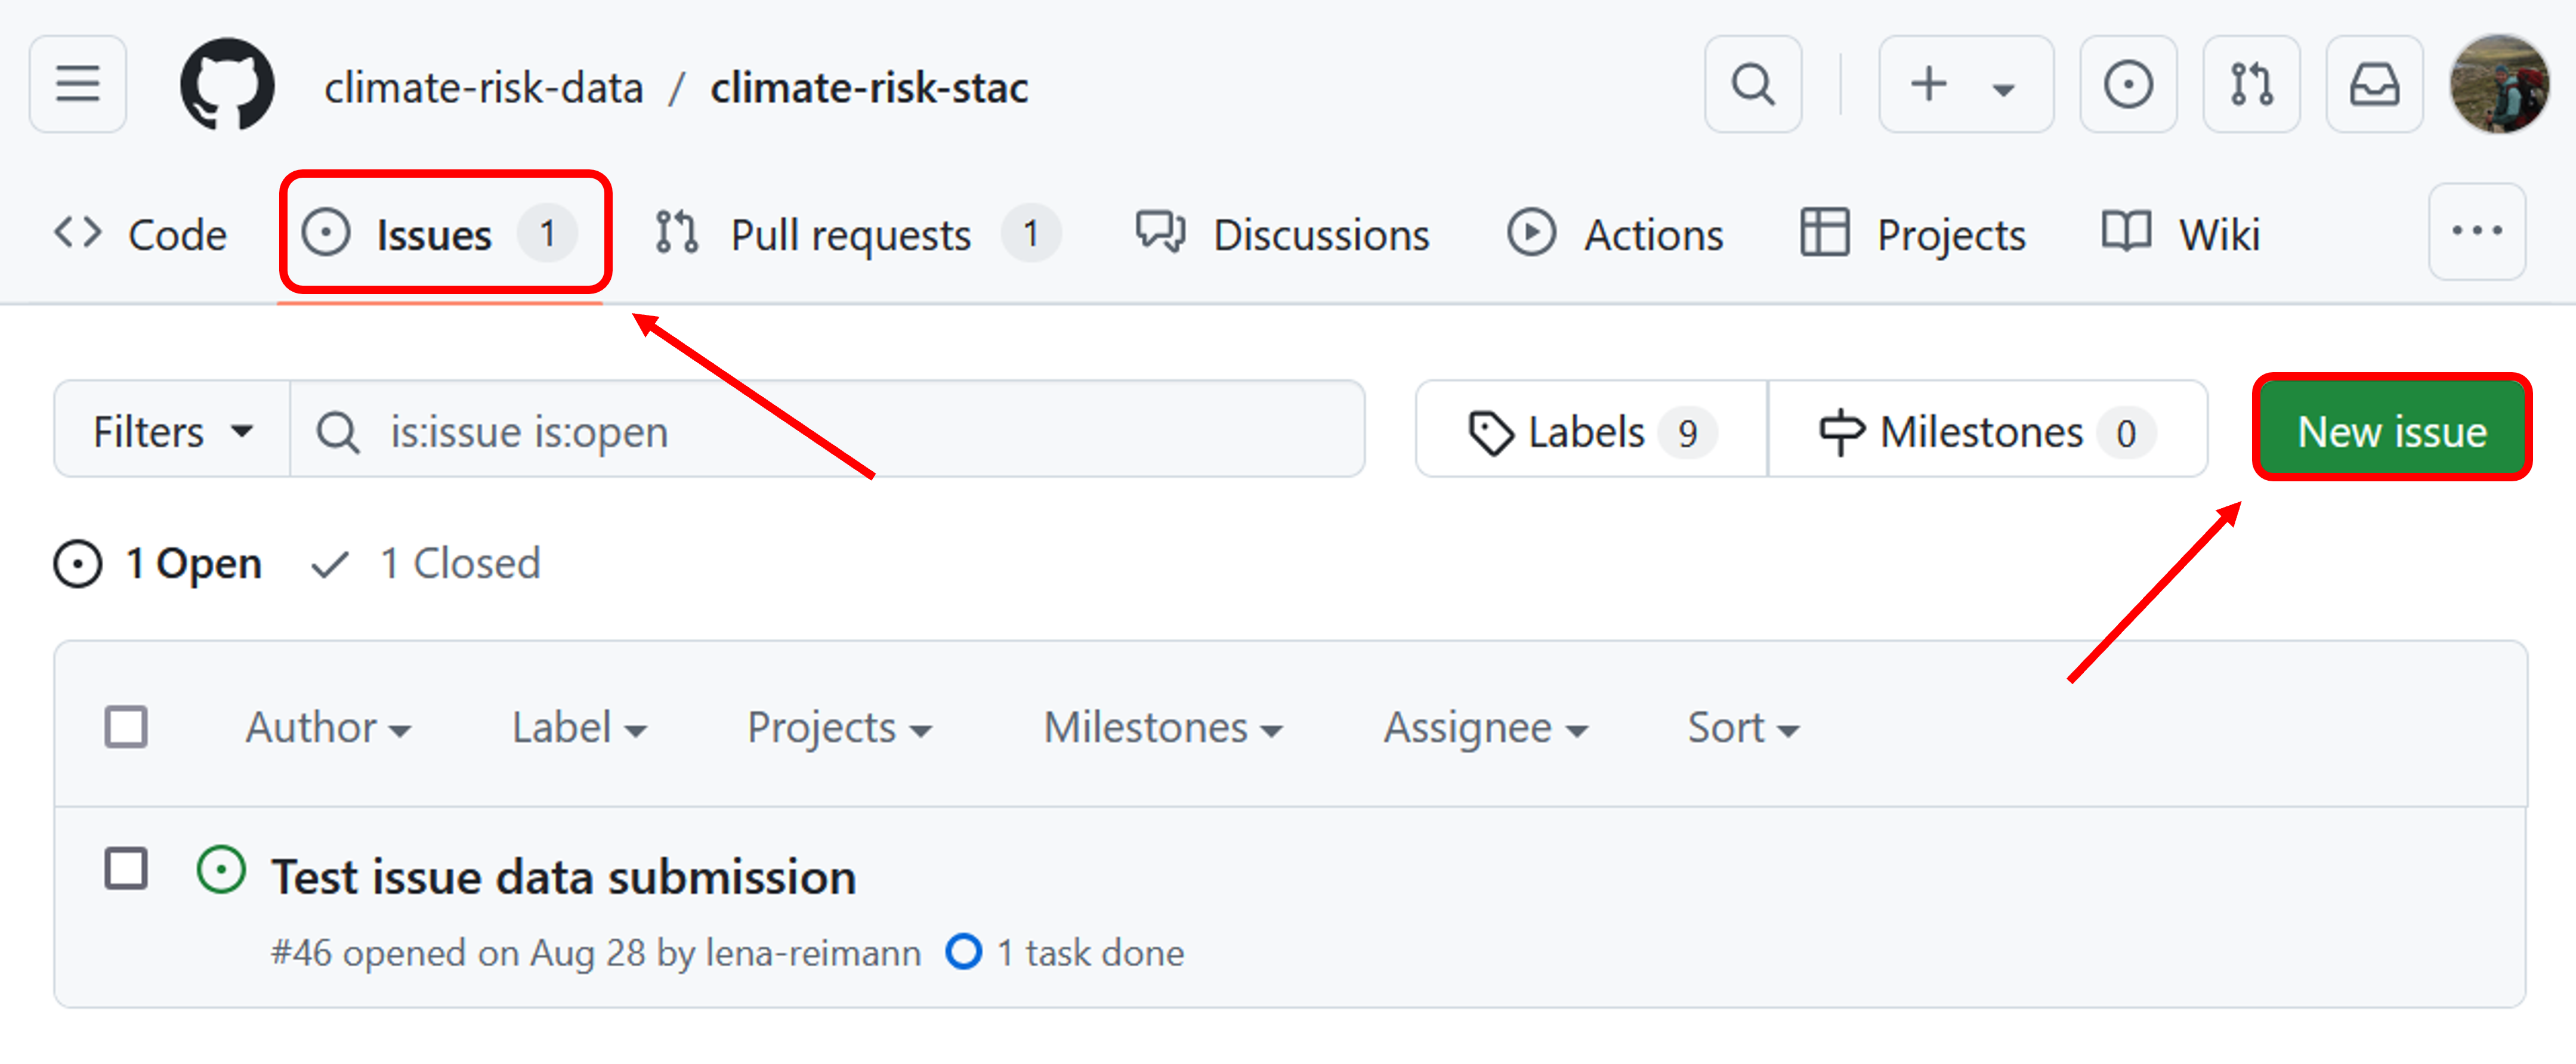 climate-risk-data / climate-risk-stac
Code Issues 1 Pull requests 1 Discussions Actions Projects Wiki
Filters is:issue is:open Labels 9 Milestones 0 New issue
1 Open 1 Closed
Author Label Projects Milestones Assignee Sort
Test issue data submission
#46 opened on Aug 28 by lena-reimann 1 task done